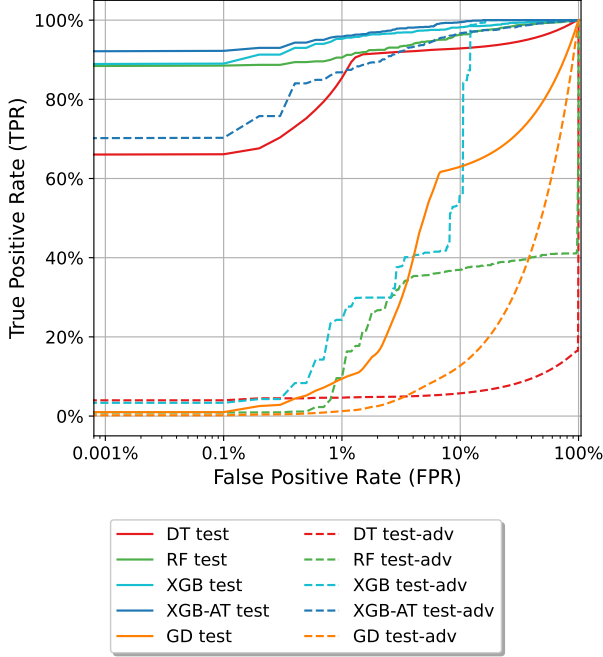 100%
80%
60%
40%
20%
0%
True Positive Rate (TPR)
0.001% 0.1% 1% 10% 100%
False Positive Rate (FPR)
DT test DT test-adv
RF test RF test-adv
XGB test XGB test-adv
XGB-AT test XGB-AT test-adv
GD test GD test-adv